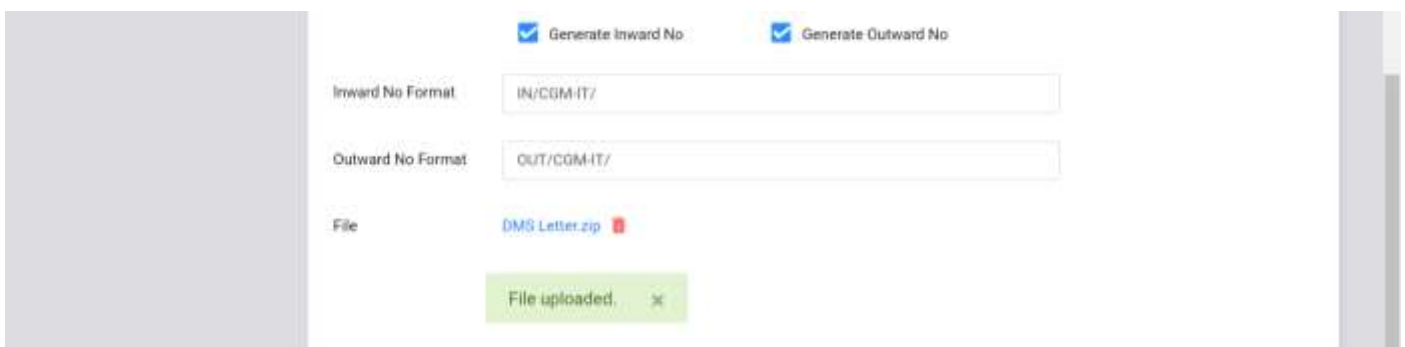 Generate Inward No Generate Outward No
Inward No Format IN/CGM-IT/
Outward No Format OUT/CGM-IT/
File DMS Letter.zip
File uploaded. ×